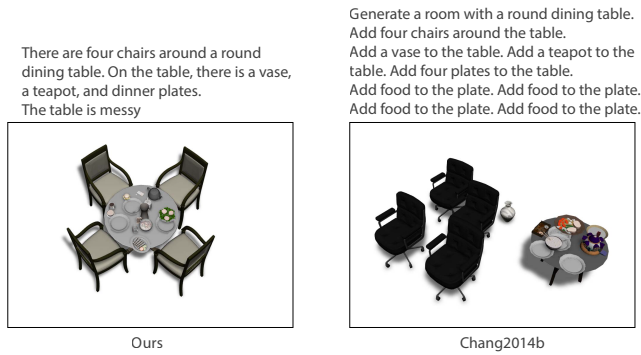 There are four chairs around a round
dining table. On the table, there is a vase,
a teapot, and dinner plates.
The table is messy
Ours
Generate a room with a round dining table.
Add four chairs around the table.
Add a vase to the table. Add a teapot to the
table. Add four plates to the table.
Add food to the plate. Add food to the plate.
Add food to the plate. Add food to the plate.
Chang2014b